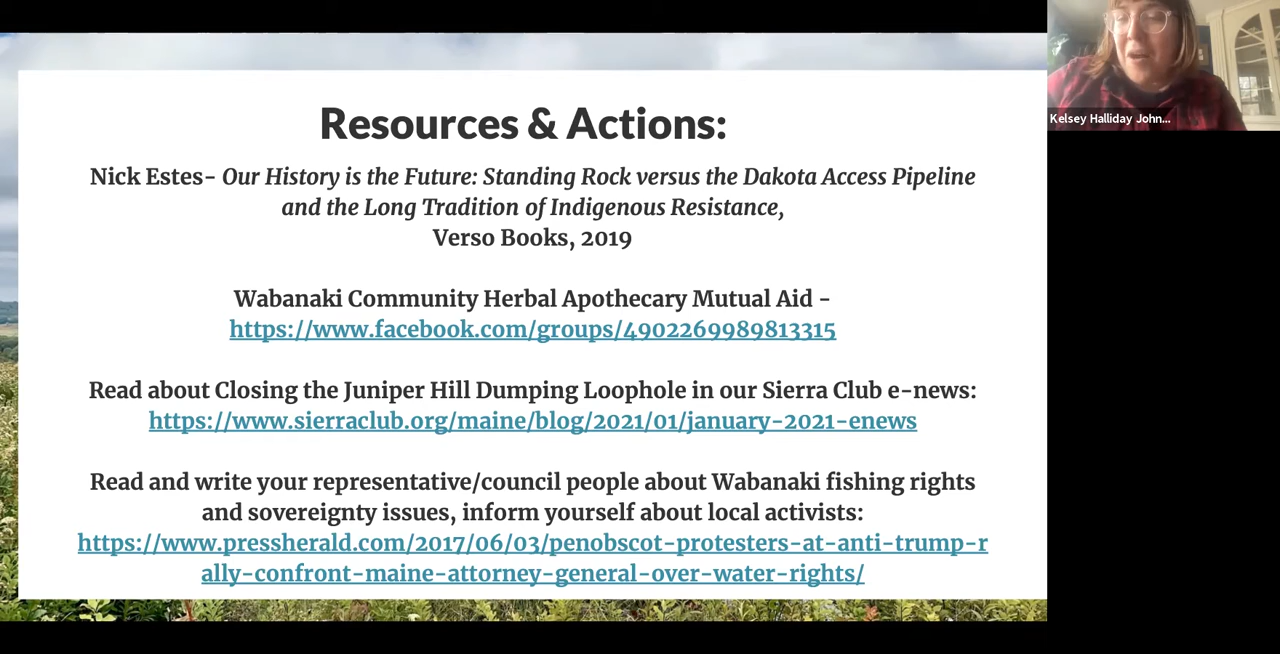 Resources & Actions:
Nick Estes- Our History is the Future: Standing Rock versus the Dakota Access Pipeline
and the Long Tradition of Indigenous Resistance,
Verso Books, 2019
Wabanaki Community Herbal Apothecary Mutual Aid -
https://www.facebook.com/groups/4902269989813315
Read about Closing the Juniper Hill Dumping Loophole in our Sierra Club e-news:
https://www.sierraclub.org/maine/blog/2021/01/january-2021-enews
Read and write your representative/council people about Wabanaki fishing rights
and sovereignty issues, inform yourself about local activists:
https://www.pressherald.com/2017/06/03/penobscot-protesters-at-anti-trump-r
ally-confront-maine-attorney-general-over-water-rights/
Kelsey Halliday John...